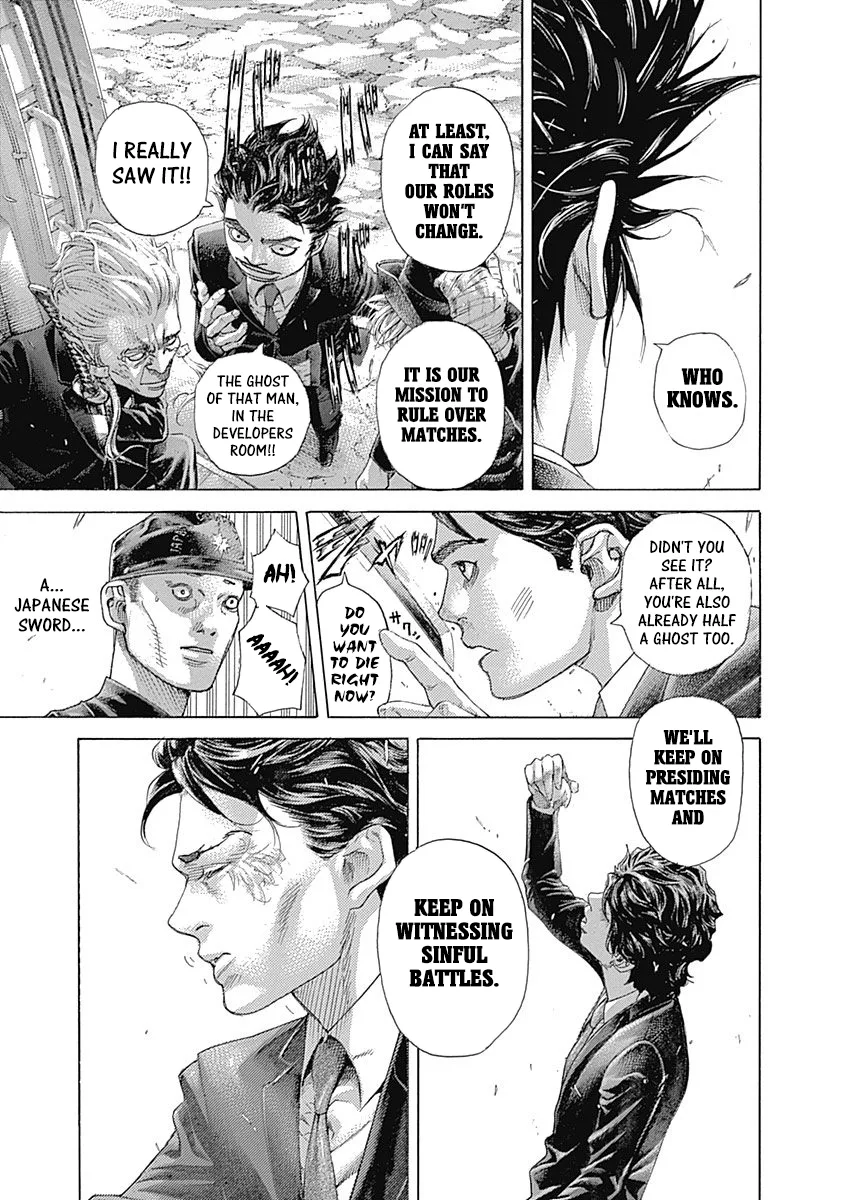 WHO
KNOWS.
AT LEAST,
I CAN SAY
THAT
OUR ROLES
WON'T
CHANGE.
I REALLY
SAW IT!!
IT IS OUR
MISSION TO
RULE OVER
MATCHES.
THE GHOST
OF THAT MAN,
IN THE
DEVELOPERS
ROOM!!
DIDN'T YOU
SEE IT?
AFTER ALL,
YOU'RE ALSO
ALREADY HALF
A GHOST TOO.
DO
YOU
WANT
TO DIE
RIGHT
NOW?
AH!
AAAAH!
A...
JAPANESE
SWORD...
WE'LL
KEEP ON
PRESIDING
MATCHES
AND
KEEP ON
WITNESSING
SINFUL
BATTLES.